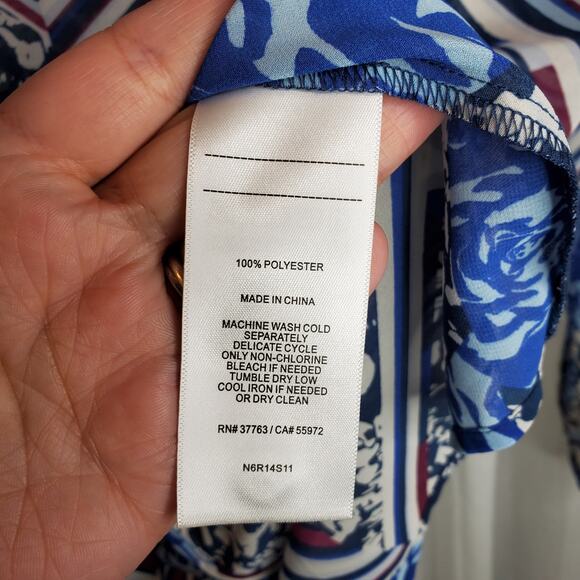 100% POLYESTER
MADE IN CHINA
MACHINE WASH COLD
SEPARATELY
DELICATE CYCLE
ONLY NON-CHLORINE
BLEACH IF NEEDED
TUMBLE DRY LOW
COOL IRON IF NEEDED
OR DRY CLEAN
RN# 37763 / CA# 55972
N6R14S11